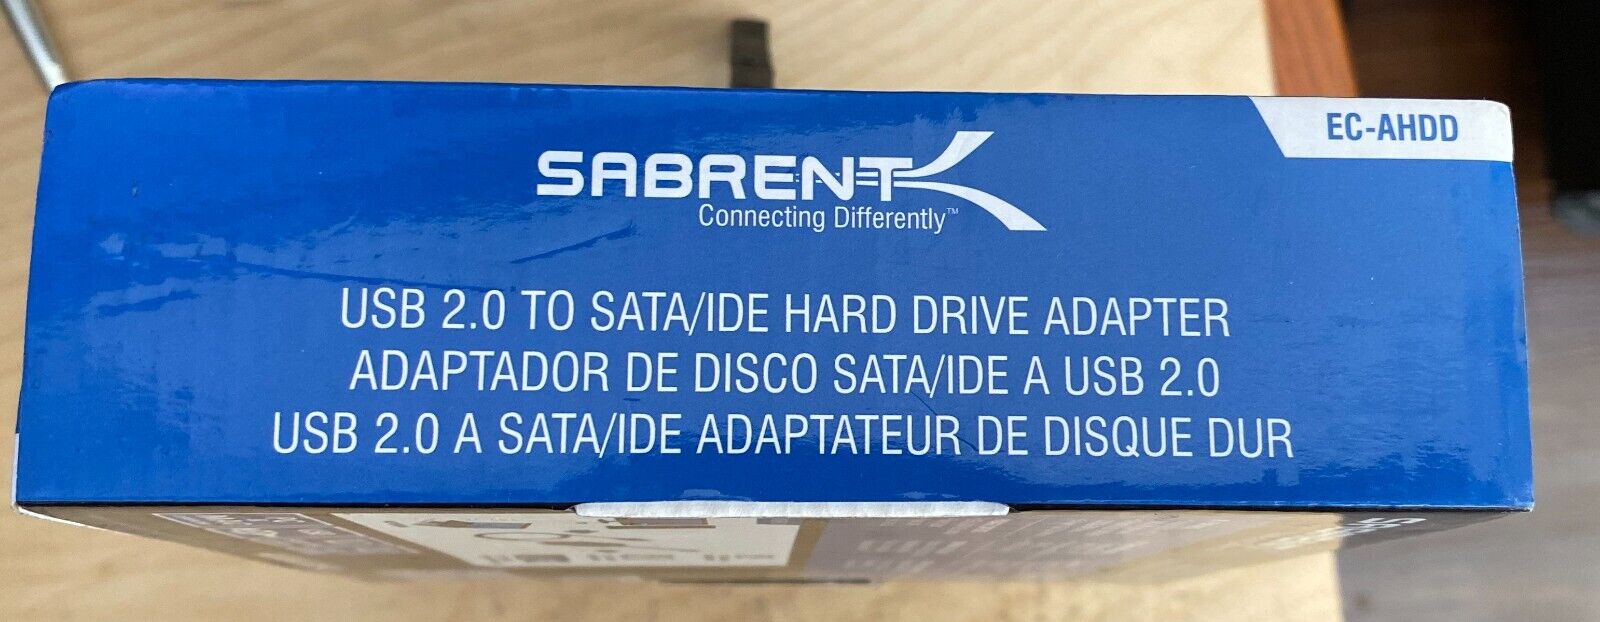 EC-AHDD
SABRENT
Connecting Differently™
USB 2.0 TO SATA/IDE HARD DRIVE ADAPTER
ADAPTADOR DE DISCO SATA/IDE A USB 2.0
USB 2.0 A SATA/IDE ADAPTATEUR DE DISQUE DUR